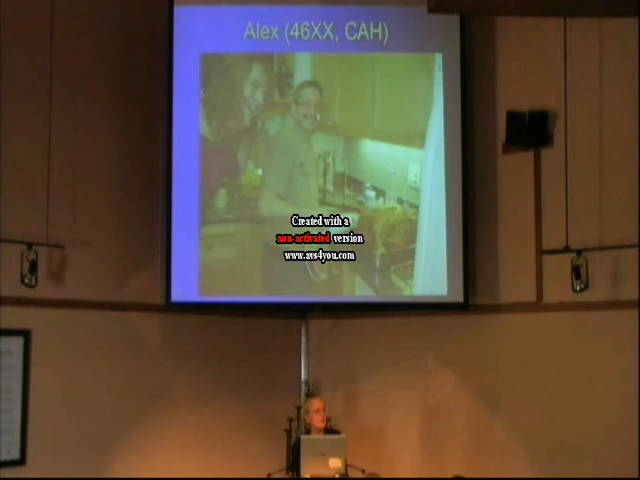 Alex (46XX, CAH)
Created with a
non-activated version
www.avs4you.com